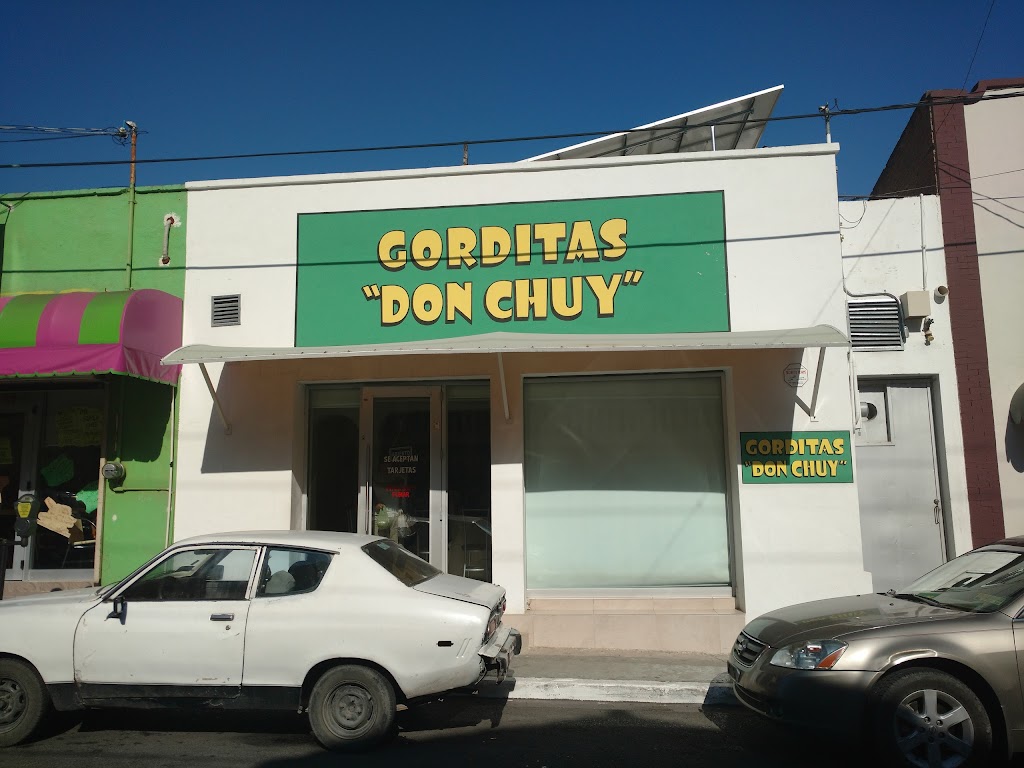 GORDITAS
"DON CHUY"
SE ACEPTAN
TARJETAS
GORDITAS
"DON CHUY"